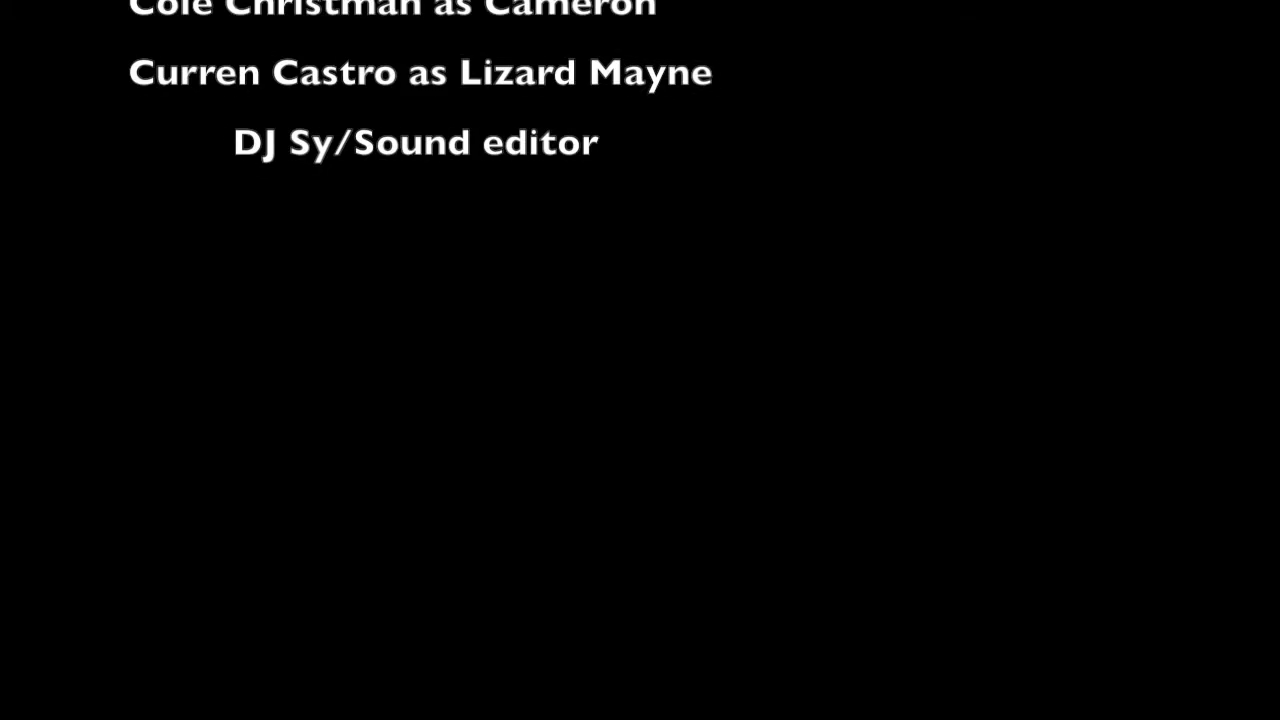 Cole Christman as Cameron
Curren Castro as Lizard Mayne
DJ Sy/Sound editor